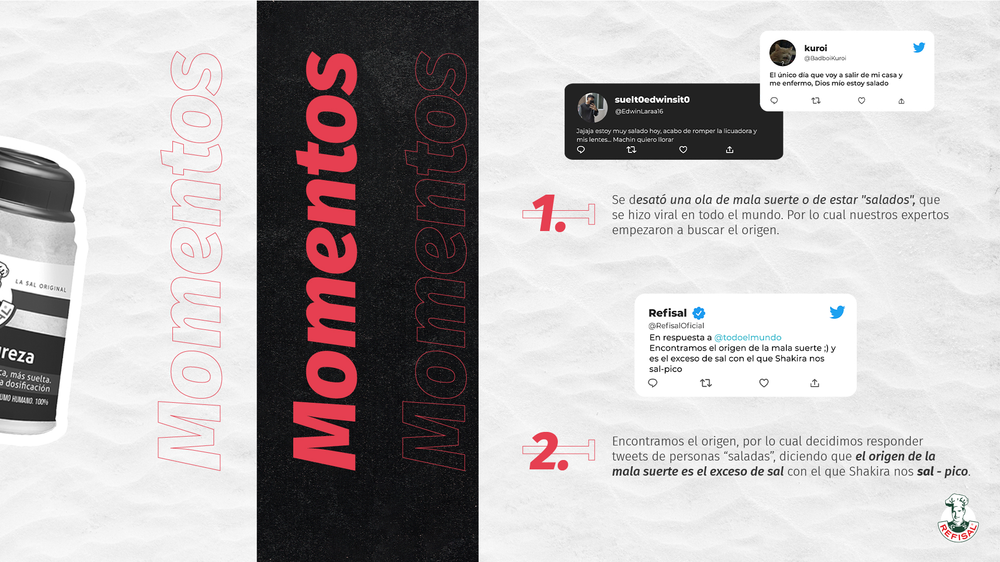 LA SAL ORIGINAL
reza
ca, más suelta.
a dosificación
UMO HUMANO. 100%
Momentos
Momentos
Momentos
kuroi
@BadboiKuroi
El único día que voy a salir de mi casa y
me enfermo, Dios mío estoy salado
suelt0edwinsit0
@EdwinLaraa16
Jajaja estoy muy salado hoy, acabo de romper la licuadora y
mis lentes... Machin quiero llorar
1.
Se desató una ola de mala suerte o de estar "salados", que
se hizo viral en todo el mundo. Por lo cual nuestros expertos
empezaron a buscar el origen.
Refisal
@RefisalOficial
En respuesta a @todoelmundo
Encontramos el origen de la mala suerte ;) y
es el exceso de sal con el que Shakira nos
sal-pico
2.
Encontramos el origen, por lo cual decidimos responder
tweets de personas “saladas”, diciendo que el origen de la
mala suerte es el exceso de sal con el que Shakira nos sal - pico.
REFISAL